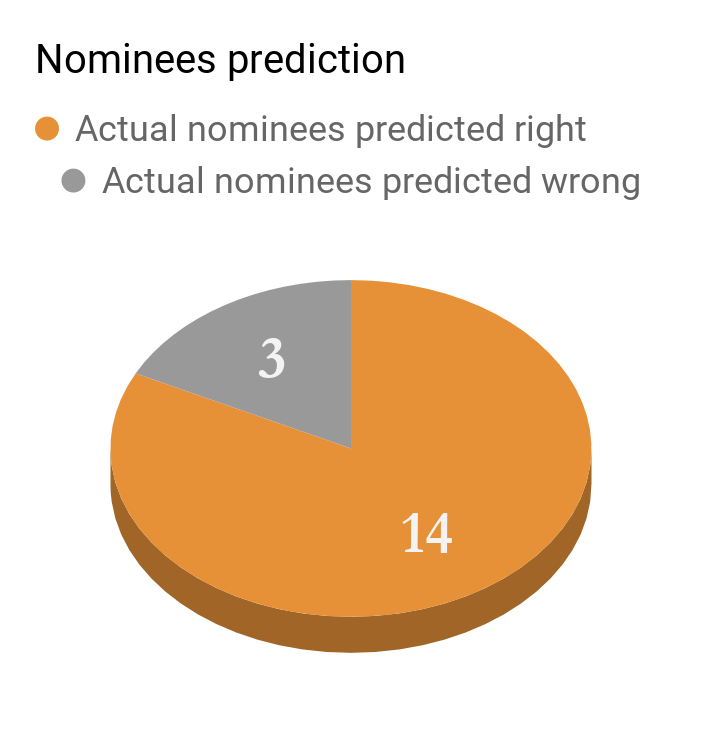 Nominees prediction
Actual nominees predicted right
Actual nominees predicted wrong
3
14